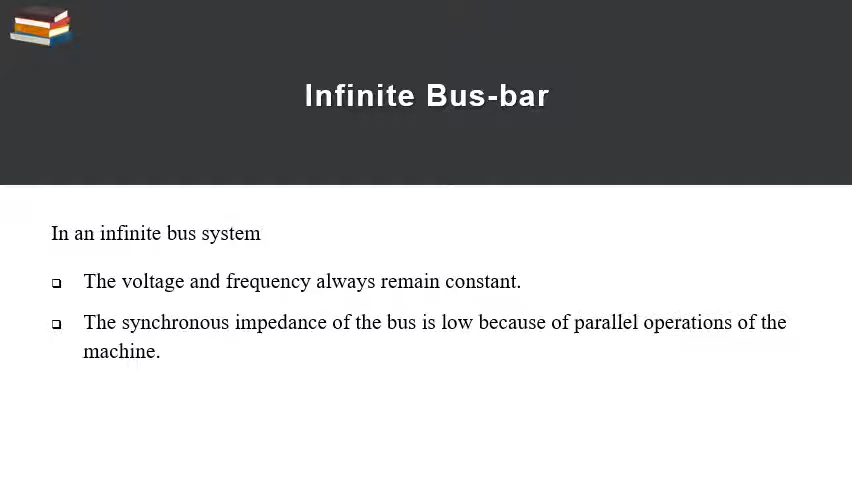 Infinite Bus-bar
In an infinite bus system
❑ The voltage and frequency always remain constant.
❑ The synchronous impedance of the bus is low because of parallel operations of the
machine.